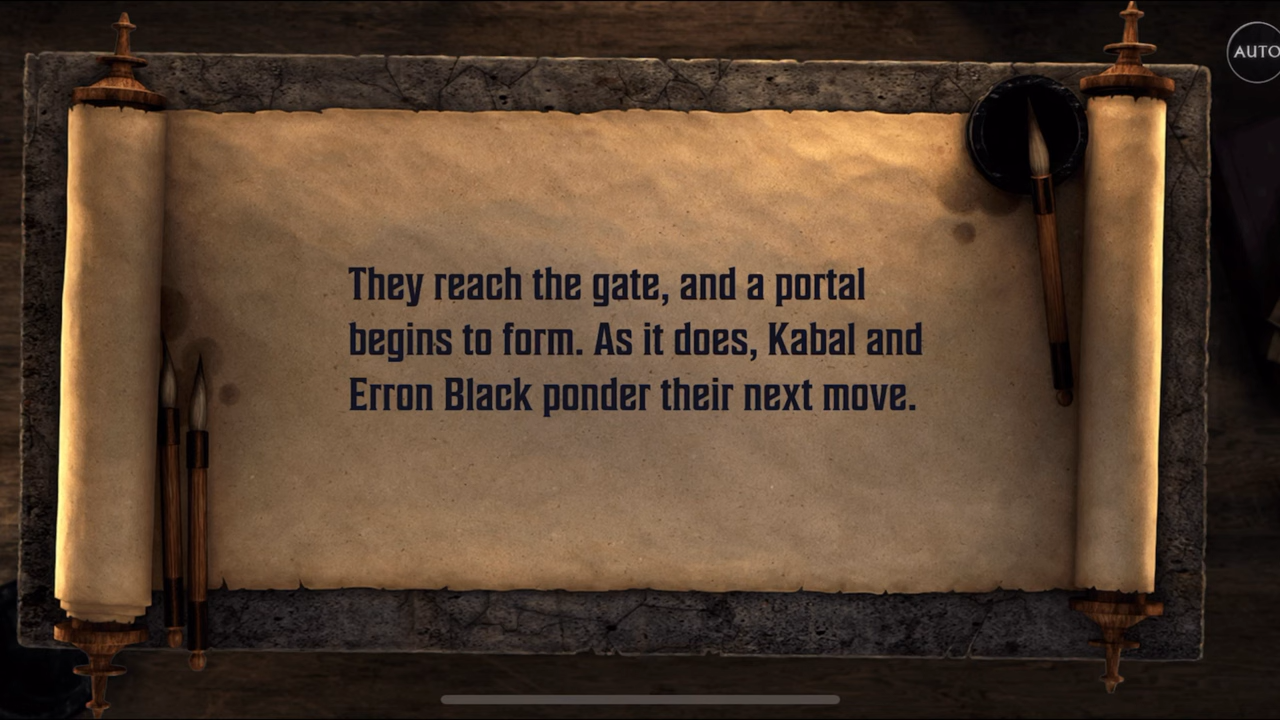 AUTO
They reach the gate, and a portal
begins to form. As it does, Kabal and
Erron Black ponder their next move.